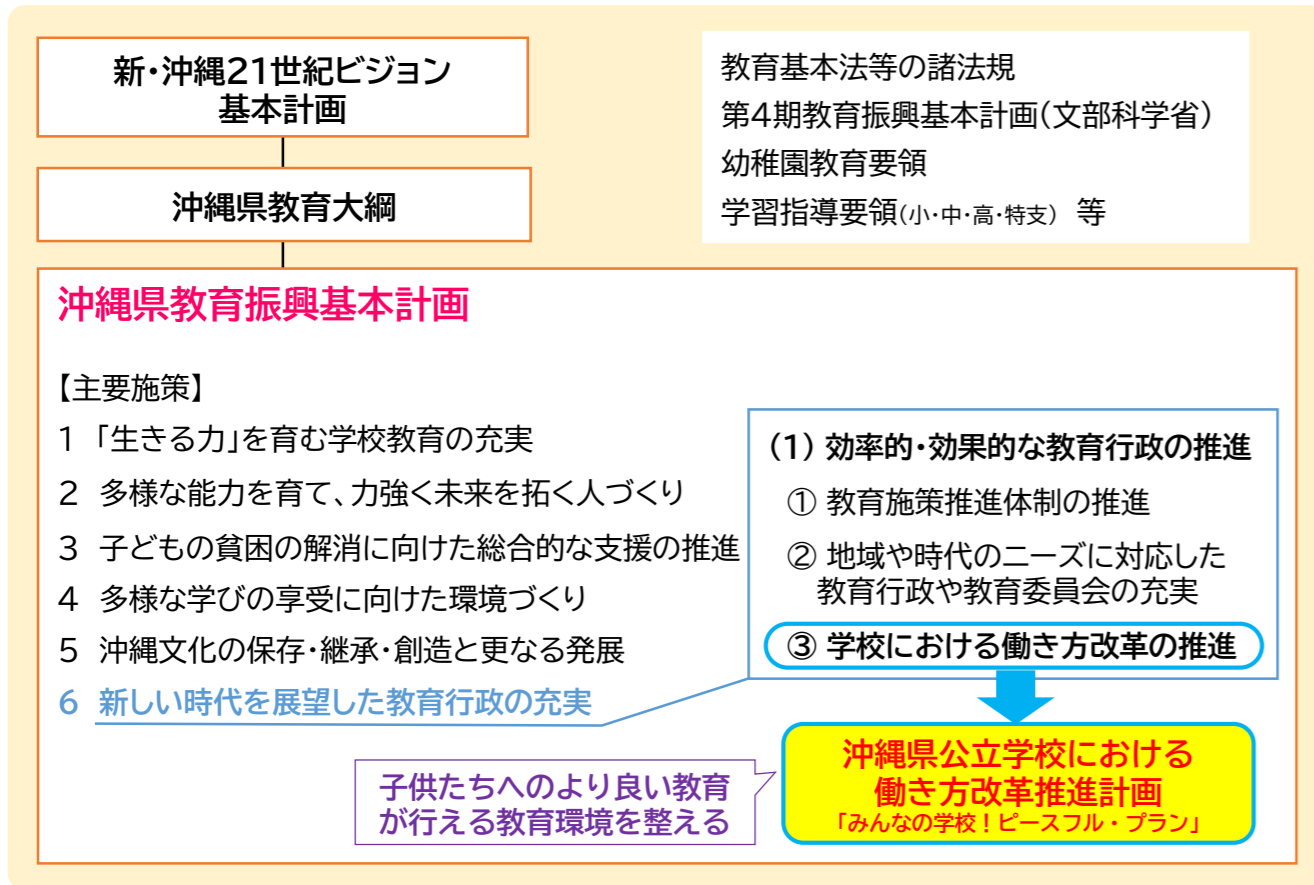 新・沖縄21世紀ビジョン
基本計画
沖縄県教育大綱
教育基本法等の諸法規
第4期教育振興基本計画(文部科学省)
幼稚園教育要領
学習指導要領(小・中・高・特支) 等
沖縄県教育振興基本計画
【主要施策】
1 「生きる力」を育む学校教育の充実
2 多様な能力を育て、力強く未来を拓く人づくり
3 子どもの貧困の解消に向けた総合的な支援の推進
4 多様な学びの享受に向けた環境づくり
5 沖縄文化の保存・継承・創造と更なる発展
6 新しい時代を展望した教育行政の充実
(1) 効率的・効果的な教育行政の推進
① 教育施策推進体制の推進
② 地域や時代のニーズに対応した
教育行政や教育委員会の充実
③ 学校における働き方改革の推進
沖縄県公立学校における
働き方改革推進計画
「みんなの学校!ピースフル・プラン」
子供たちへのより良い教育
が行える教育環境を整える